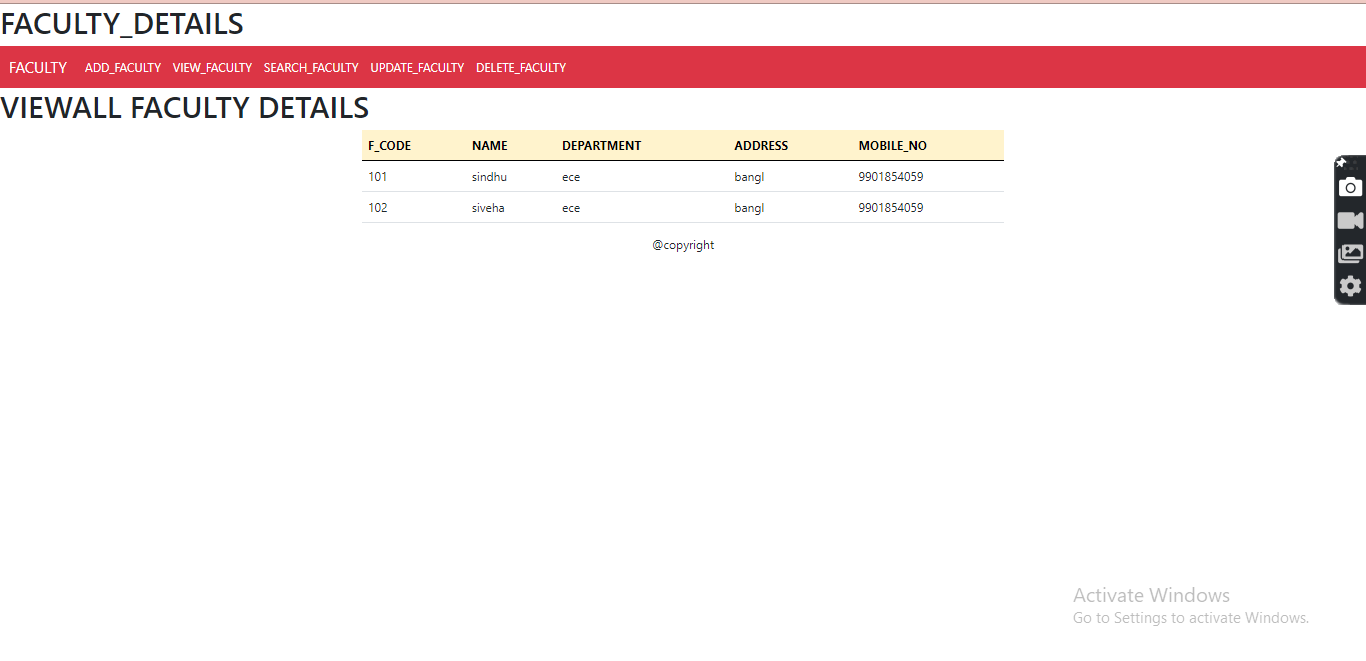 FACULTY_DETAILS
FACULTY ADD_FACULTY VIEW_FACULTY SEARCH_FACULTY UPDATE_FACULTY DELETE_FACULTY
VIEWALL FACULTY DETAILS
F_CODE NAME DEPARTMENT ADDRESS MOBILE_NO
101 sindhu ece bangl 9901854059
102 siveha ece bangl 9901854059
@copyright
Activate Windows
Go to Settings to activate Windows.